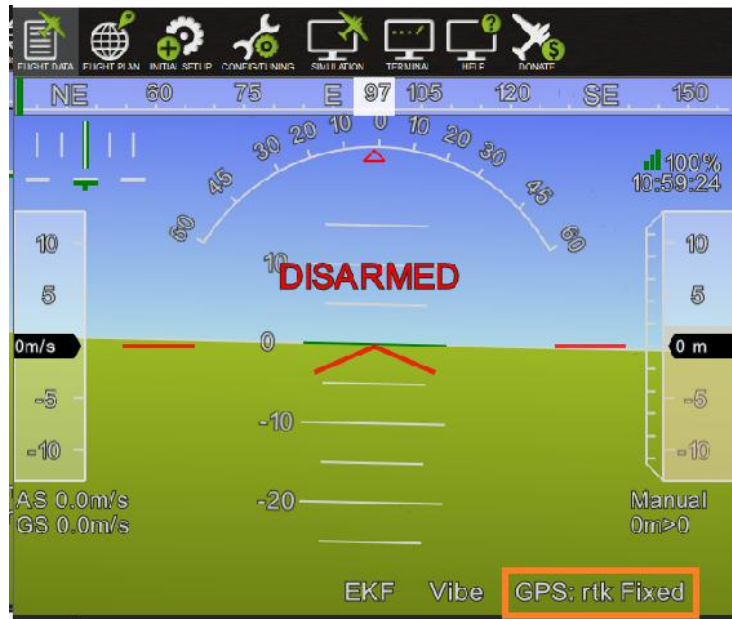 FLIGHT DATA FLIGHT PLAN INITIAL SETUP CONFIG/TUNING SIMULATION TERMINAL HELP DONATE
NE 60 75 E 97 105 120 SE 150
60 45 30 20 10 0 10 20 30 45 60
100%
10:59:24
10
5
0m/s
-5
-10
10
DISARMED
0
-10
-20
10
5
0 m
-5
-10
AS 0.0m/s
GS 0.0m/s
Manual
0m>0
EKF Vibe GPS: rtk Fixed